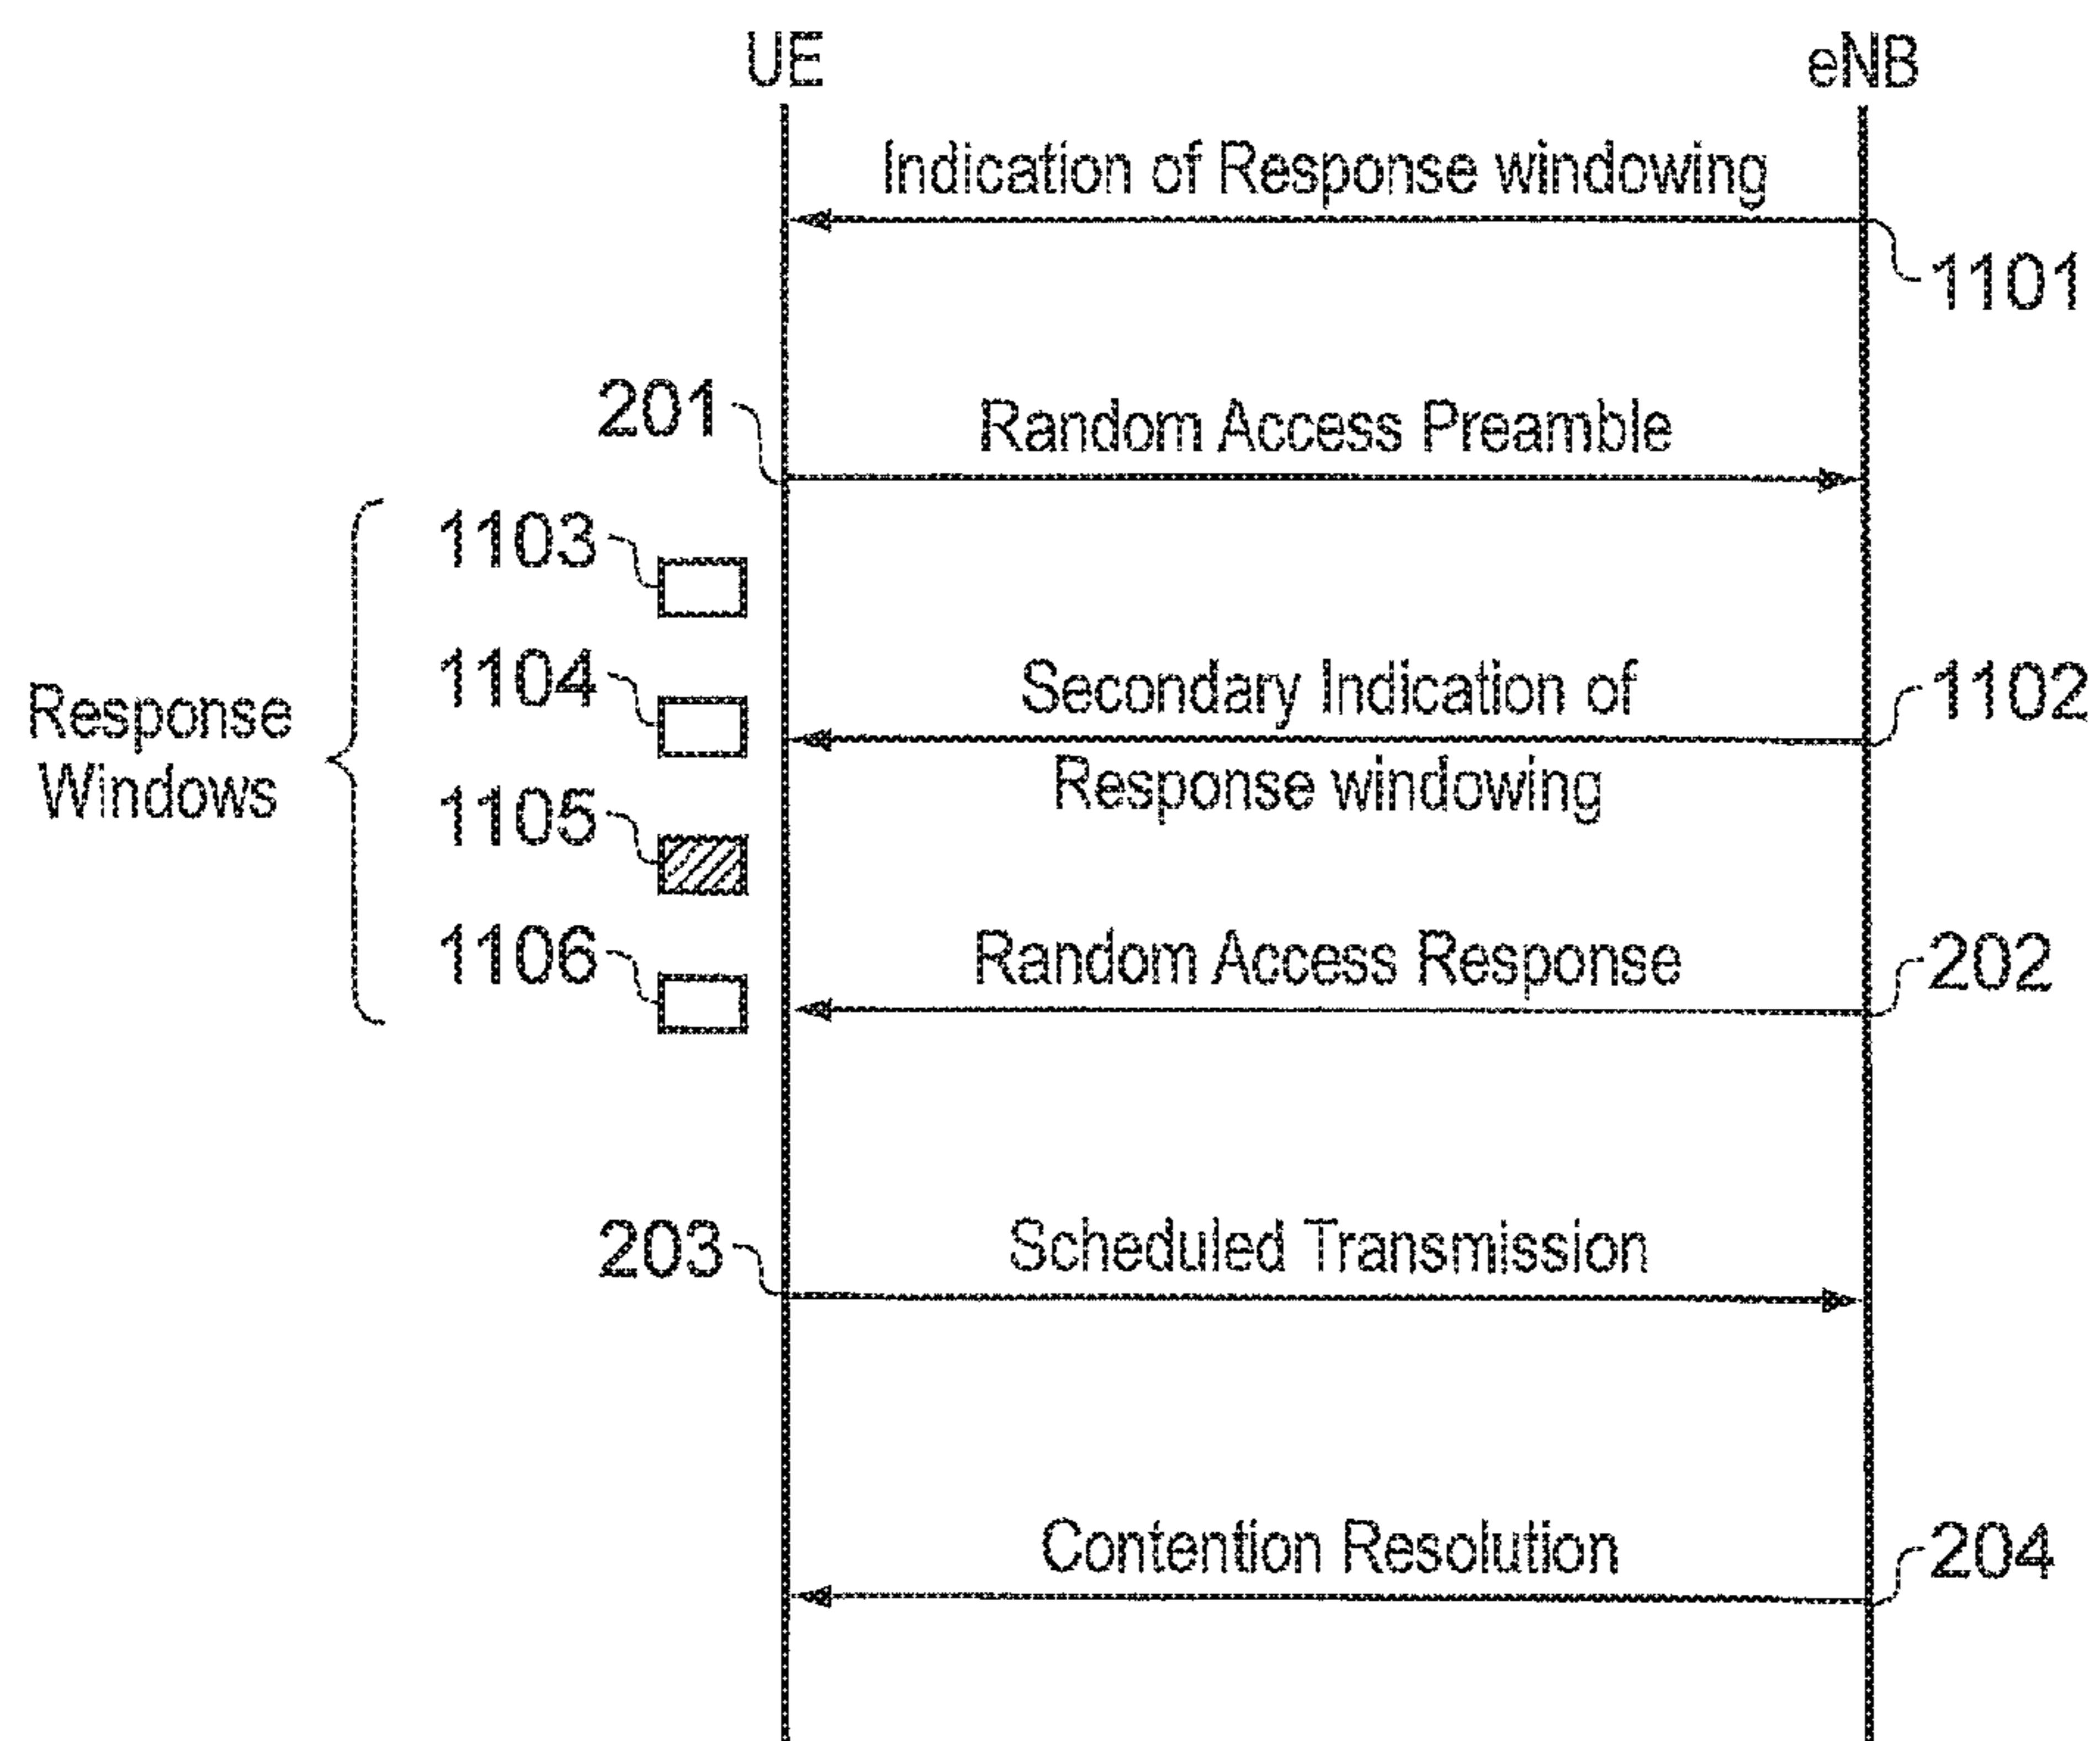 UE
eNB
Indication of Response windowing
1101
201
Random Access Preamble
1103
1104
Secondary Indication of
1102
Response
Windows
Response windowing
1105
1106
Random Access Response
202
203
Scheduled Transmission
Contention Resolution
204